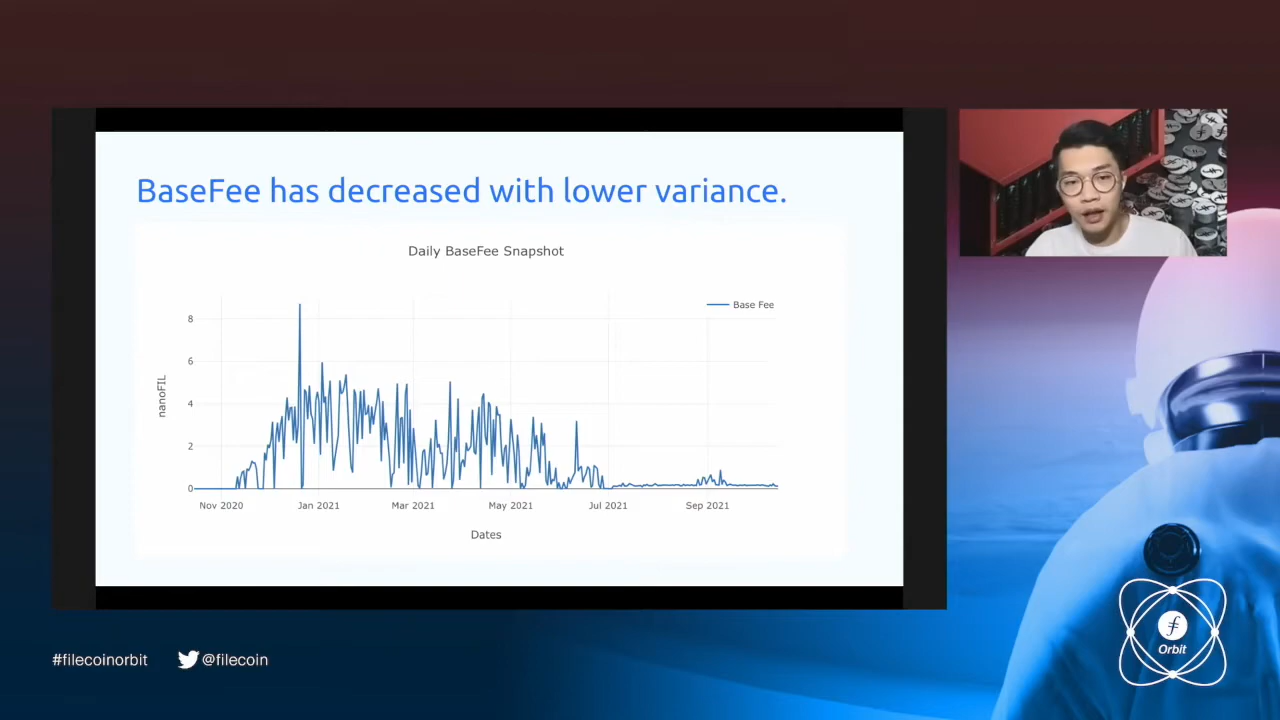 BaseFee has decreased with lower variance.
Daily BaseFee Snapshot
Base Fee
8
6
4
2
0
nanoFIL
Nov 2020
Jan 2021
Mar 2021
May 2021
Jul 2021
Sep 2021
Dates
#filecoinorbit
@filecoin
Orbit